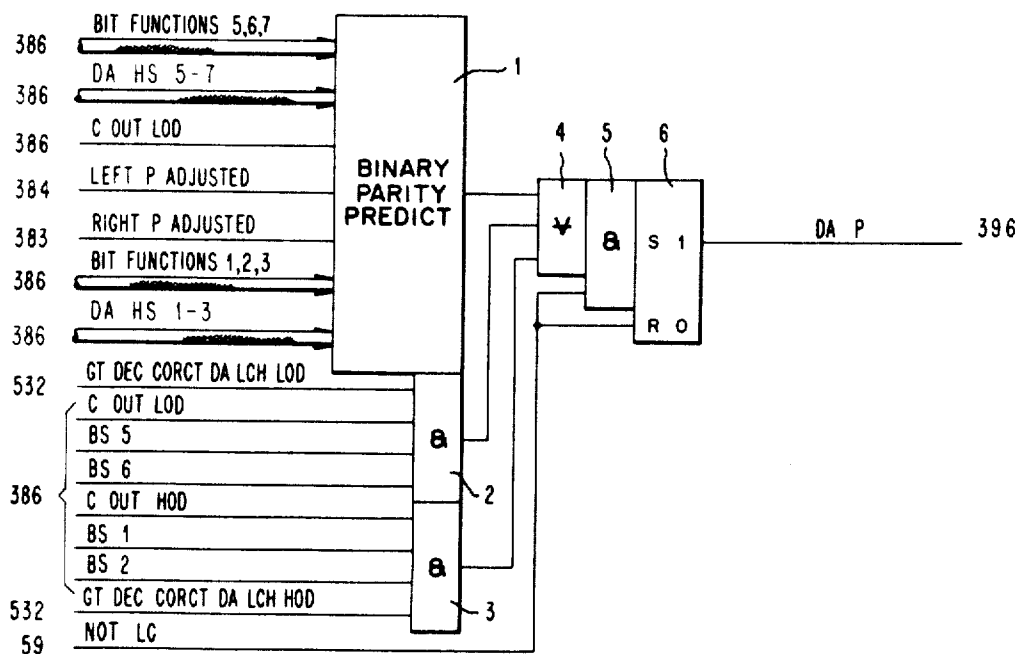 386 BIT FUNCTIONS 5,6,7
386 DA HS 5-7
386 C OUT LOD
384 LEFT P ADJUSTED
383 RIGHT P ADJUSTED
386 BIT FUNCTIONS 1,2,3
386 DA HS 1-3
BINARY
PARITY
PREDICT
1
532 GT DEC CORCT DA LCH LOD
C OUT LOD
BS 5
BS 6
386 C OUT HOD
BS 1
BS 2
532 GT DEC CORCT DA LCH HOD
59 NOT LC
& 2
& 3
4 5 6
⊻ & S 1
R 0
DA P 396